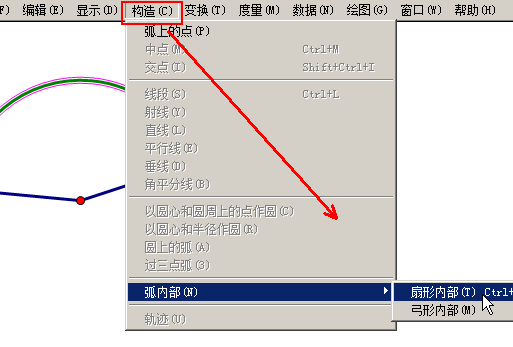 F) 编辑(E) 显示(D) 构造(C) 变换(T) 度量(M) 数据(N) 绘图(G) 窗口(W) 帮助(H)
弧上的点(P)
中点(M) Ctrl+M
交点(I) Shift+Ctrl+I
线段(S) Ctrl+L
射线(Y)
直线(L)
平行线(E)
垂线(D)
角平分线(B)
以圆心和圆周上的点作圆(C)
以圆心和半径作圆(R)
圆上的弧(A)
过三点弧(3)
弧内部(N)
扇形内部(T) Ctrl+
弓形内部(M)
轨迹(U)